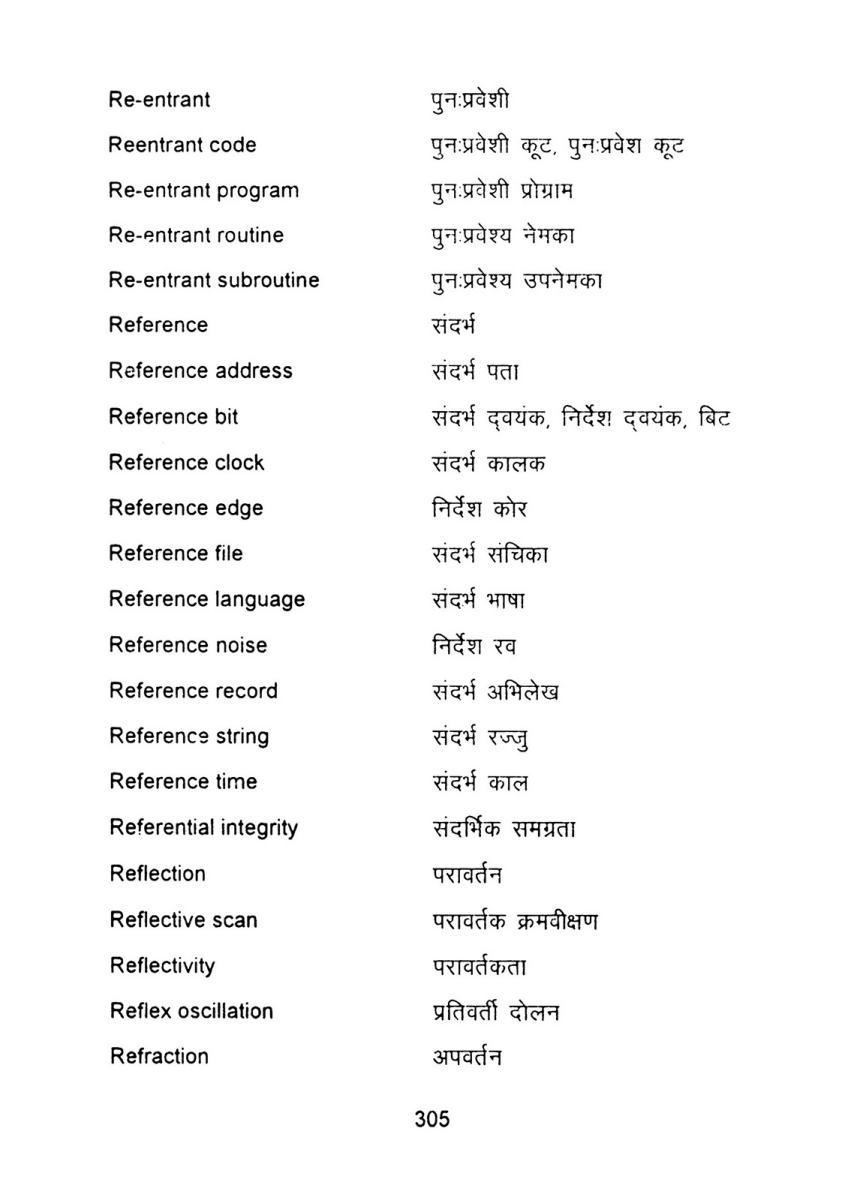 Re-entrant पुनःप्रवेशी
Reentrant code पुनःप्रवेशी कूट, पुनःप्रवेश कूट
Re-entrant program पुनःप्रवेशी प्रोग्राम
Re-entrant routine पुनःप्रवेश्य नेमका
Re-entrant subroutine पुनःप्रवेश्य उपनेमका
Reference संदर्भ
Reference address संदर्भ पता
Reference bit संदर्भ द्वयंक, निर्देश द्वयंक, बिट
Reference clock संदर्भ कालक
Reference edge निर्देश कोर
Reference file संदर्भ संचिका
Reference language संदर्भ भाषा
Reference noise निर्देश रव
Reference record संदर्भ अभिलेख
Reference string संदर्भ रज्जु
Reference time संदर्भ काल
Referential integrity संदर्भिक समग्रता
Reflection परावर्तन
Reflective scan परावर्तक क्रमवीक्षण
Reflectivity परावर्तकता
Reflex oscillation प्रतिवर्ती दोलन
Refraction अपवर्तन
305